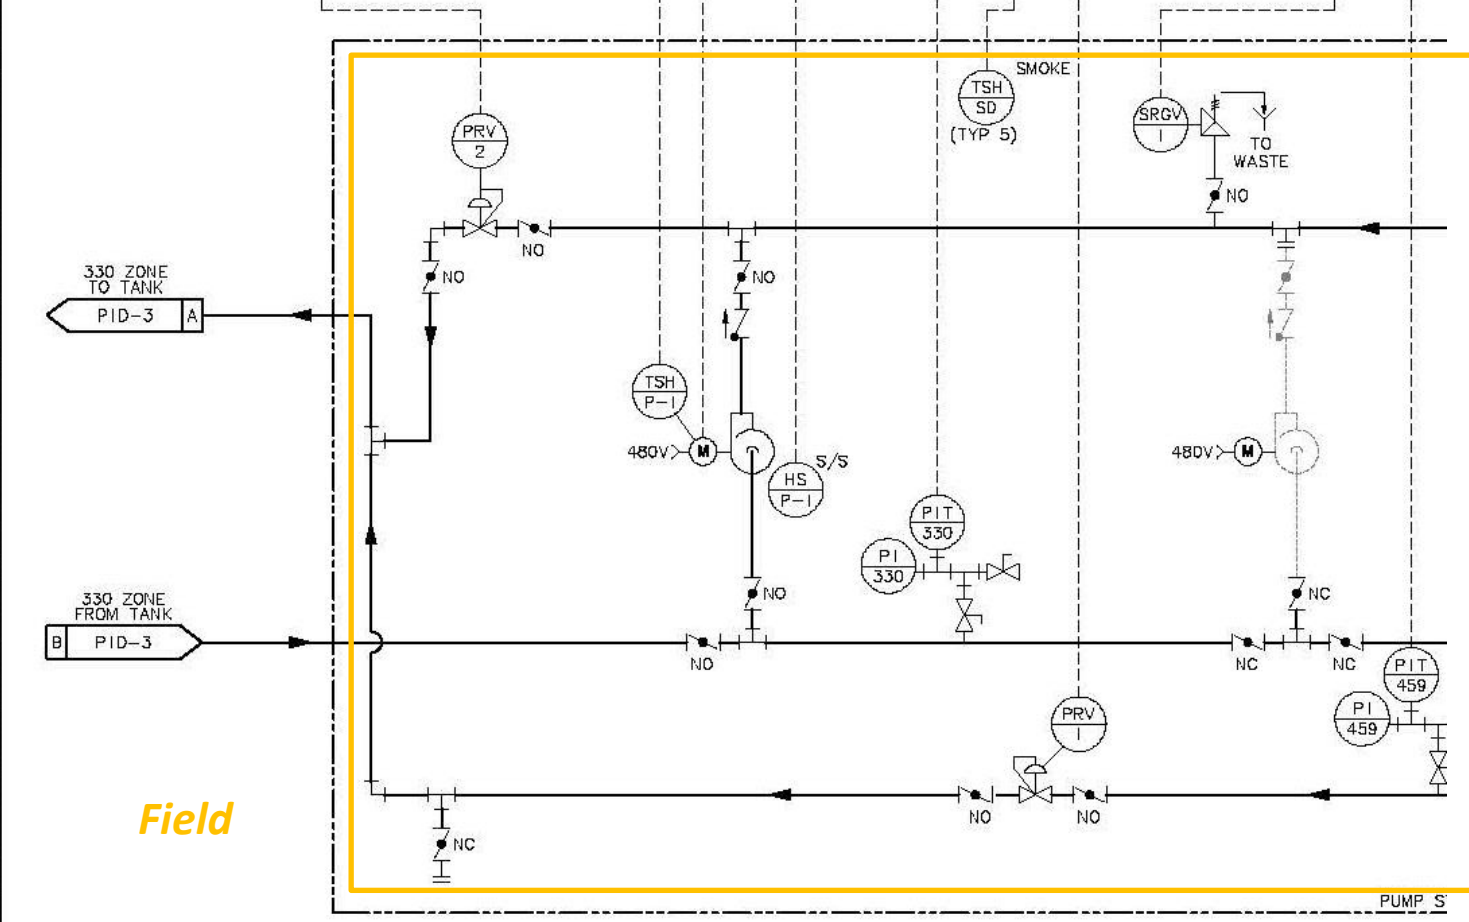 SMOKE
TSH
SD
(TYP 5)
SRGV
1
TO
WASTE
NO
PRV
2
NO
NO
NO
330 ZONE
TO TANK
PID-3
A
TSH
P-1
480V
M
S/S
HS
P-1
480V
M
PIT
330
PI
330
NO
NC
330 ZONE
FROM TANK
B
PID-3
NO
NC
NC
PIT
459
PRV
1
PI
459
Field
NO
NO
NC
PUMP